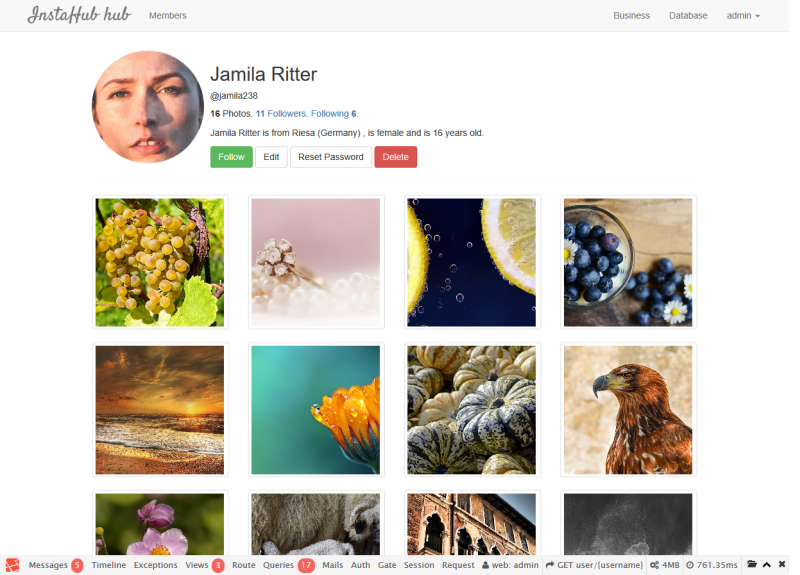 InstaHub hub Members Business Database admin
Jamila Ritter
@jamila238
16 Photos. 11 Followers. Following 6.
Jamila Ritter is from Riesa (Germany) , is female and is 16 years old.
Follow Edit Reset Password Delete
Messages 5 Timeline Exceptions Views 3 Route Queries 17 Mails Auth Gate Session Request web: admin GET user/{username} 4MB 761.35ms